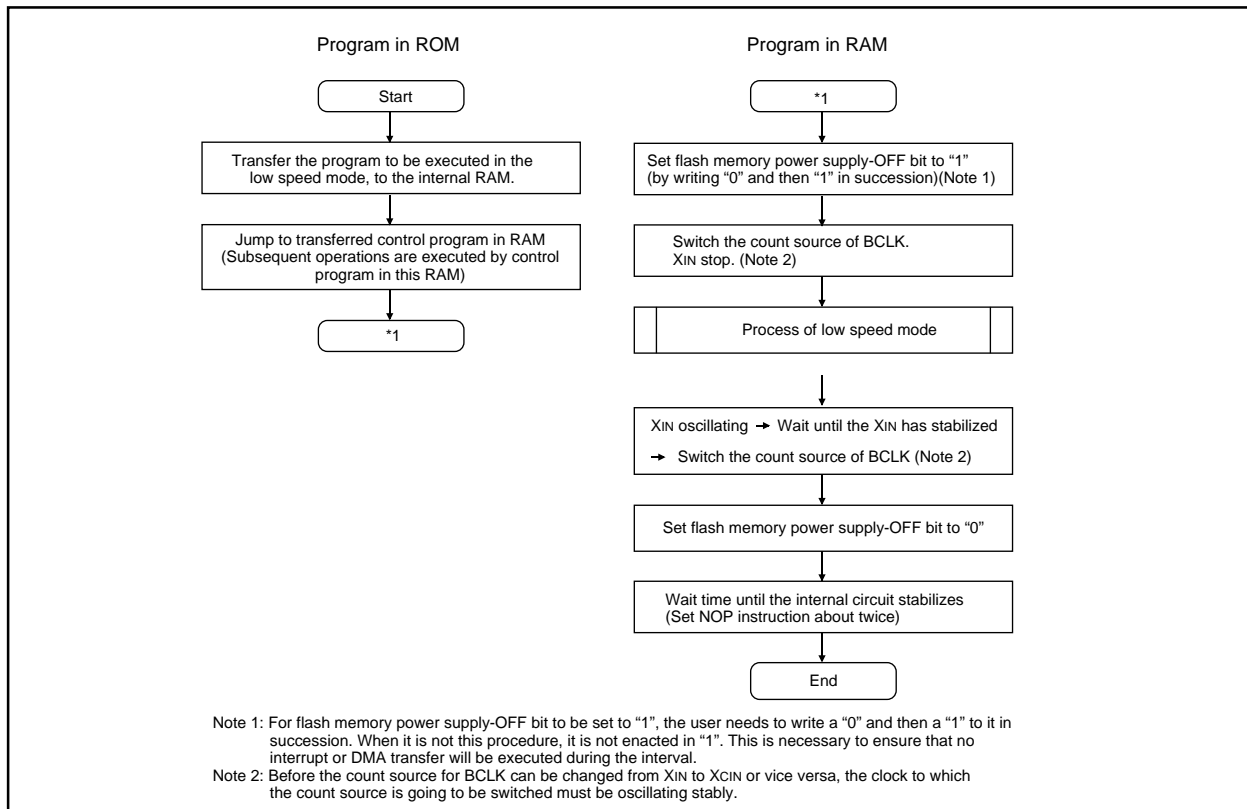 Program in ROM
Start
Transfer the program to be executed in the
low speed mode, to the internal RAM.
Jump to transferred control program in RAM
(Subsequent operations are executed by control
program in this RAM)
*1
Program in RAM
*1
Set flash memory power supply-OFF bit to “1”
(by writing “0” and then “1” in succession)(Note 1)
Switch the count source of BCLK.
XIN stop. (Note 2)
Process of low speed mode
XIN oscillating → Wait until the XIN has stabilized
→ Switch the count source of BCLK (Note 2)
Set flash memory power supply-OFF bit to “0”
Wait time until the internal circuit stabilizes
(Set NOP instruction about twice)
End
Note 1: For flash memory power supply-OFF bit to be set to “1”, the user needs to write a “0” and then a “1” to it in
succession. When it is not this procedure, it is not enacted in “1”. This is necessary to ensure that no
interrupt or DMA transfer will be executed during the interval.
Note 2: Before the count source for BCLK can be changed from XIN to XCIN or vice versa, the clock to which
the count source is going to be switched must be oscillating stably.